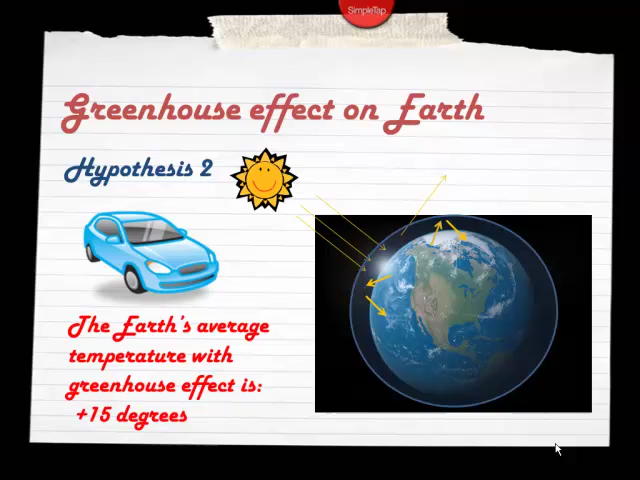 SimpleTap
Greenhouse effect on Earth
Hypothesis 2
The Earth's average
temperature with
greenhouse effect is:
+15 degrees